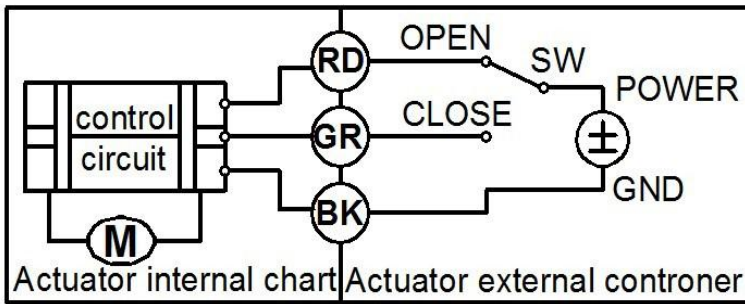 RD
OPEN
SW
POWER
control
circuit
GR
CLOSE
±
GND
BK
M
Actuator internal chart
Actuator external controner